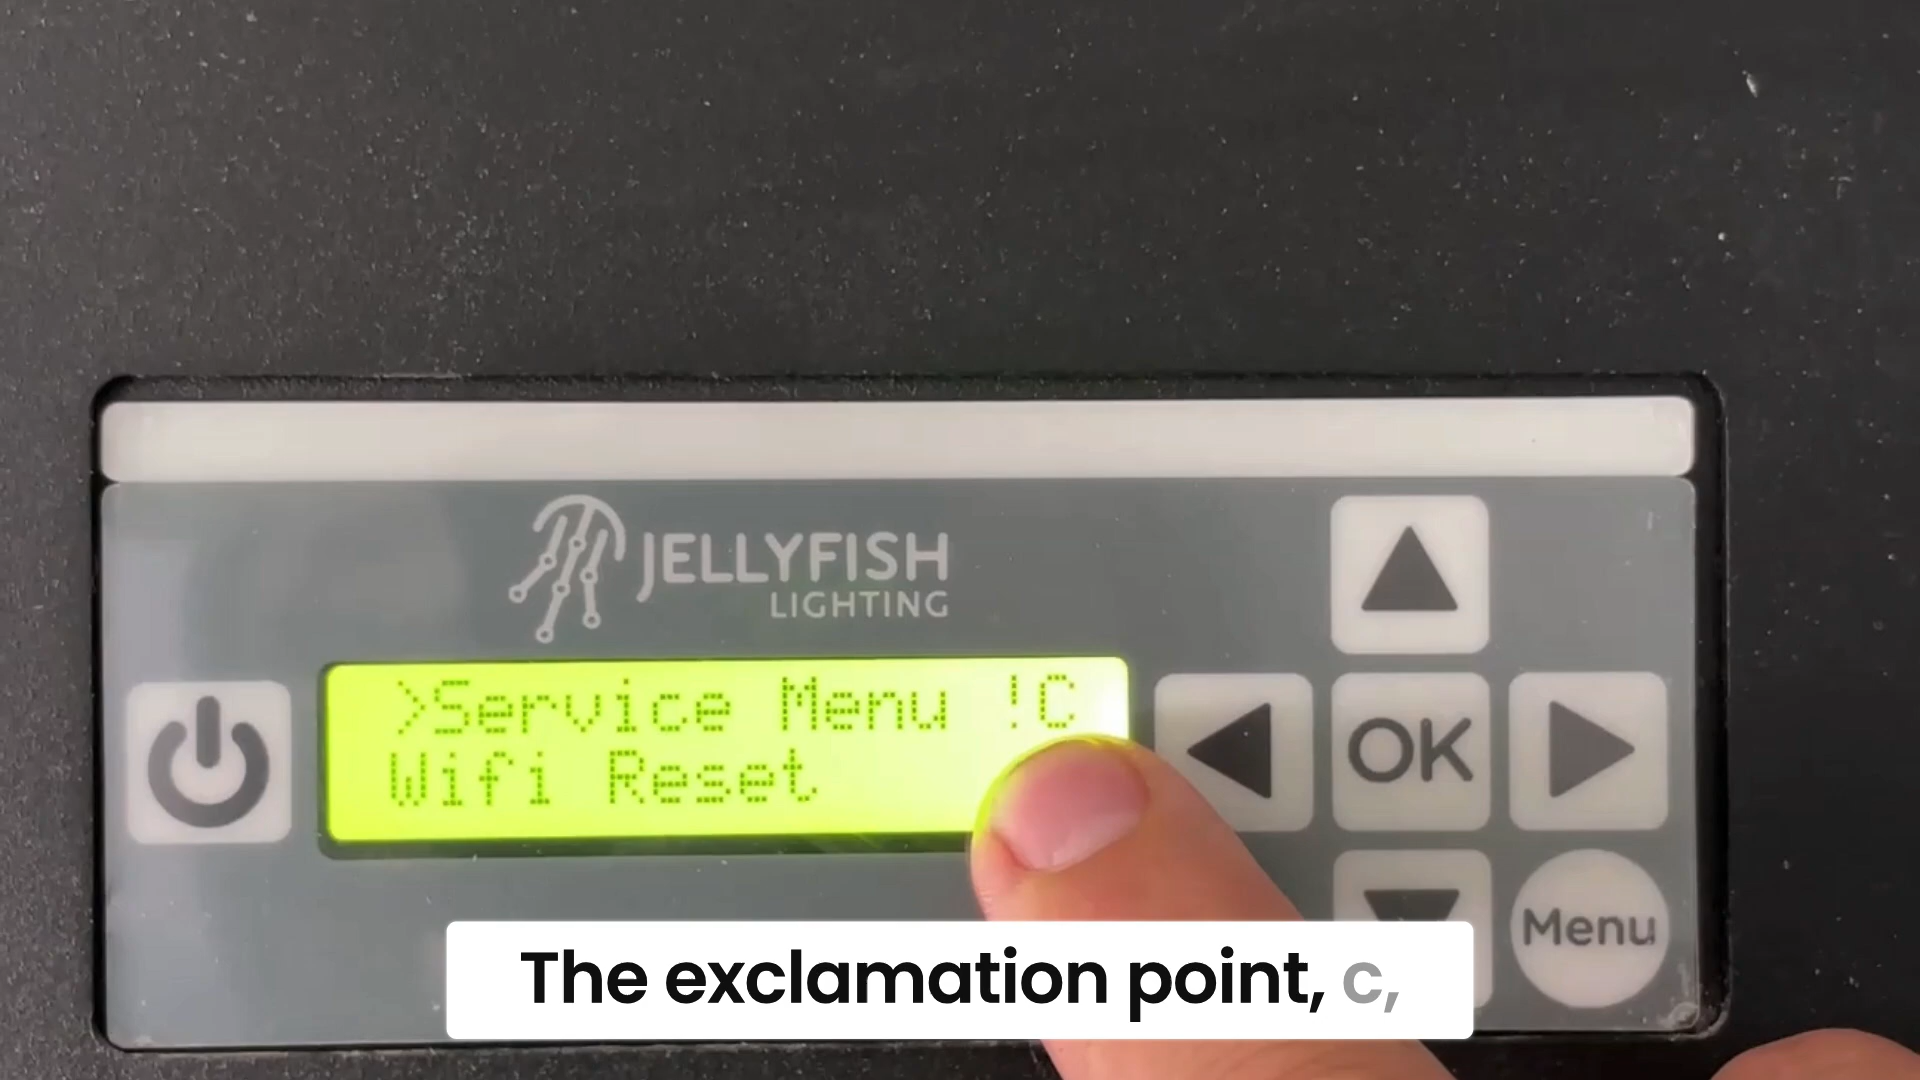 JELLYFISH
LIGHTING
>Service Menu !C
Wifi Reset
OK
Menu
The exclamation point, c,